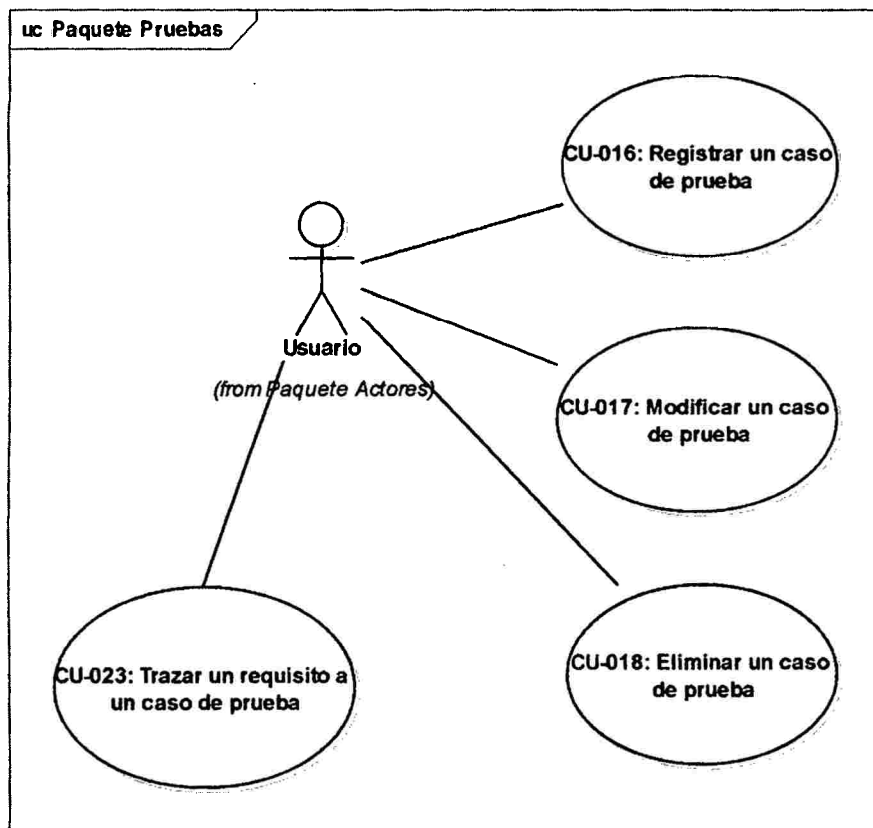 uc Paquete Pruebas
CU-016: Registrar un caso
de prueba
Usuario
(from Paquete Actores)
CU-017: Modificar un caso
de prueba
CU-023: Trazar un requisito a
un caso de prueba
CU-018: Eliminar un caso
de prueba